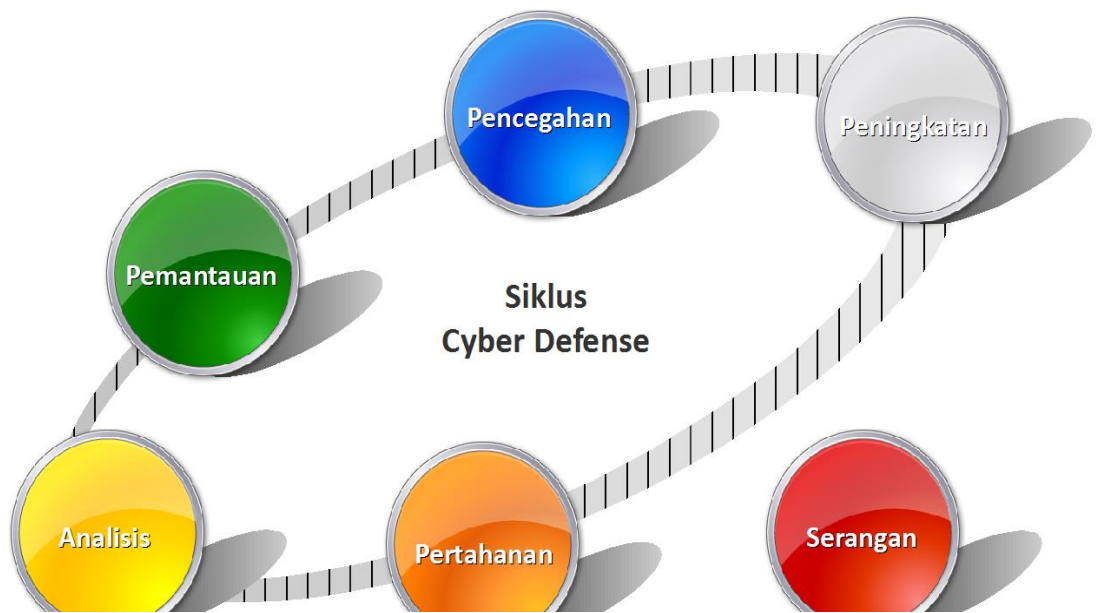 Pencegahan
Peningkatan
Pemantauan
Siklus
Cyber Defense
Analisis
Pertahanan
Serangan